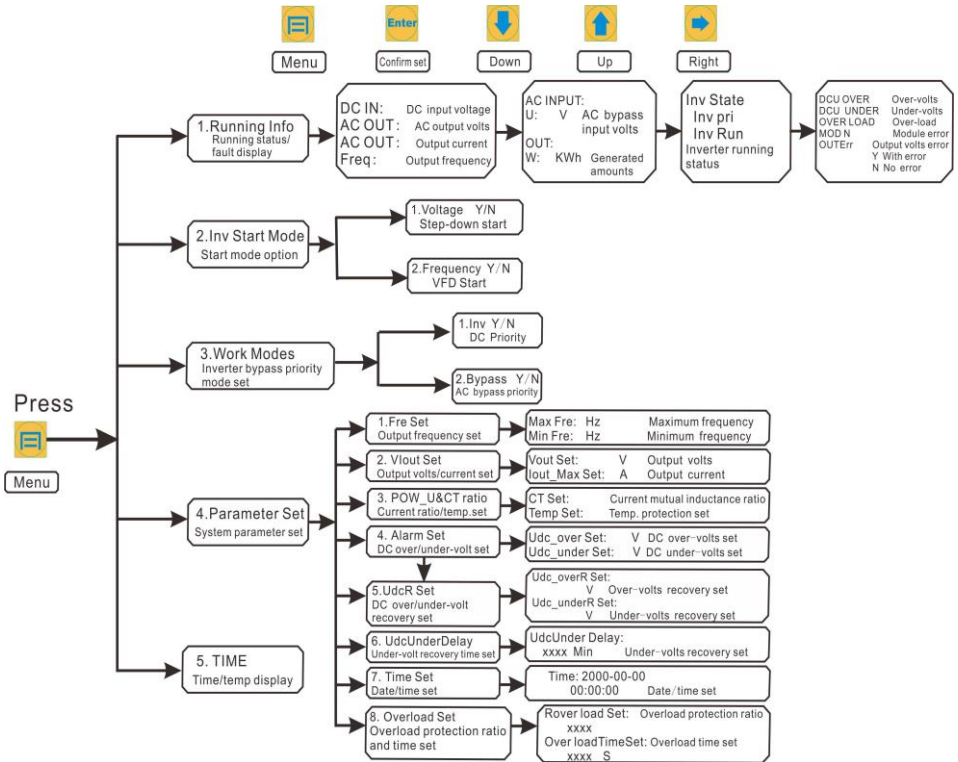 Enter
Menu
Confirm set
Down
Up
Right
1.Running Info
Running status/
fault display
DC IN: DC input voltage
AC OUT: AC output volts
AC OUT: Output current
Freq: Output frequency
AC INPUT:
U: V AC bypass
input volts
OUT:
W: KWh Generated
amounts
Inv State
Inv pri
Inv Run
Inverter running
status
DCU OVER Over-volts
DCU UNDER Under-volts
OVER LOAD Over-load
MOD N Module error
OUTErr Output volts error
Y With error
N No error
2.Inv Start Mode
Start mode option
1.Voltage Y/N
Step-down start
2.Frequency Y/N
VFD Start
3.Work Modes
Inverter bypass priority
mode set
1.Inv Y/N
DC Priority
2.Bypass Y/N
AC bypass priority
Press
Menu
4.Parameter Set
System parameter set
1.Fre Set
Output frequency set
Max Fre: Hz Maximum frequency
Min Fre: Hz Minimum frequency
2. VIout Set
Output volts/current set
Vout Set: V Output volts
Iout_Max Set: A Output current
3. POW_U&CT ratio
Current ratio/temp.set
CT Set: Current mutual inductance ratio
Temp Set: Temp. protection set
4. Alarm Set
DC over/under-volt set
Udc_over Set: V DC over-volts set
Udc_under Set: V DC under-volts set
5.UdcR Set
DC over/under-volt
recovery set
Udc_overR Set:
V Over-volts recovery set
Udc_underR Set:
V Under-volts recovery set
6. UdcUnderDelay
Under-volt recovery time set
UdcUnder Delay:
xxxx Min Under-volts recovery set
7. Time Set
Date/time set
Time: 2000-00-00
00:00:00 Date/time set
8. Overload Set
Overload protection ratio
and time set
Rover load Set: Overload protection ratio
xxxx
Over loadTimeSet: Overload time set
xxxx S
5. TIME
Time/temp display